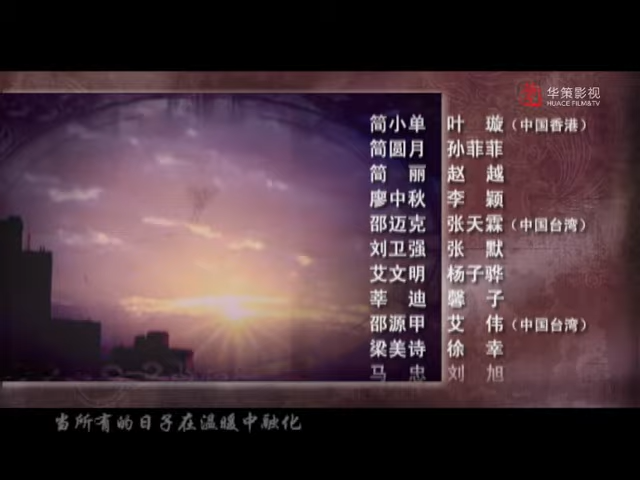 华策影视
HUACE FILM&TV
简小单 叶 璇（中国香港）
简圆月 孙菲菲
简 丽 赵 越
廖中秋 李 颖
邵迈克 张天霖（中国台湾）
刘卫强 张 默
艾文明 杨子骅
莘 迪 馨 子
邵源甲 艾 伟（中国台湾）
梁美诗 徐 幸
马 忠 刘 旭
当所有的日子在温暖中融化